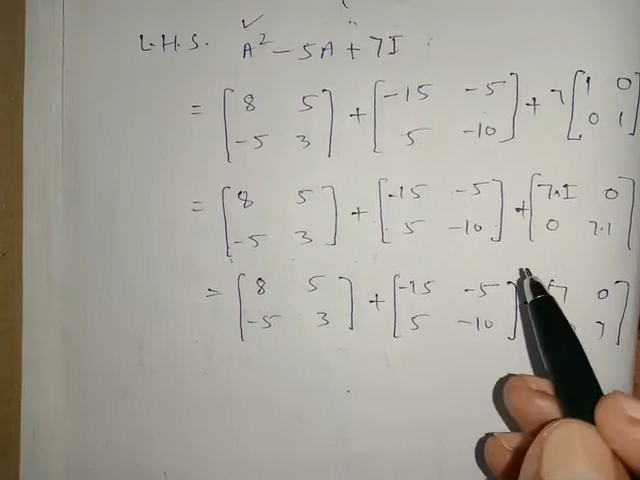 L.H.S. A² - 5A + 7I
= [8 5 -5 3] + [-15 -5 5 -10] + 7 [1 0 0 1]
= [8 5 -5 3] + [-15 -5 5 -10] + [7.1 0 0 7.1]
= [8 5 -5 3] + [-15 -5 5 -10] 7 0 7